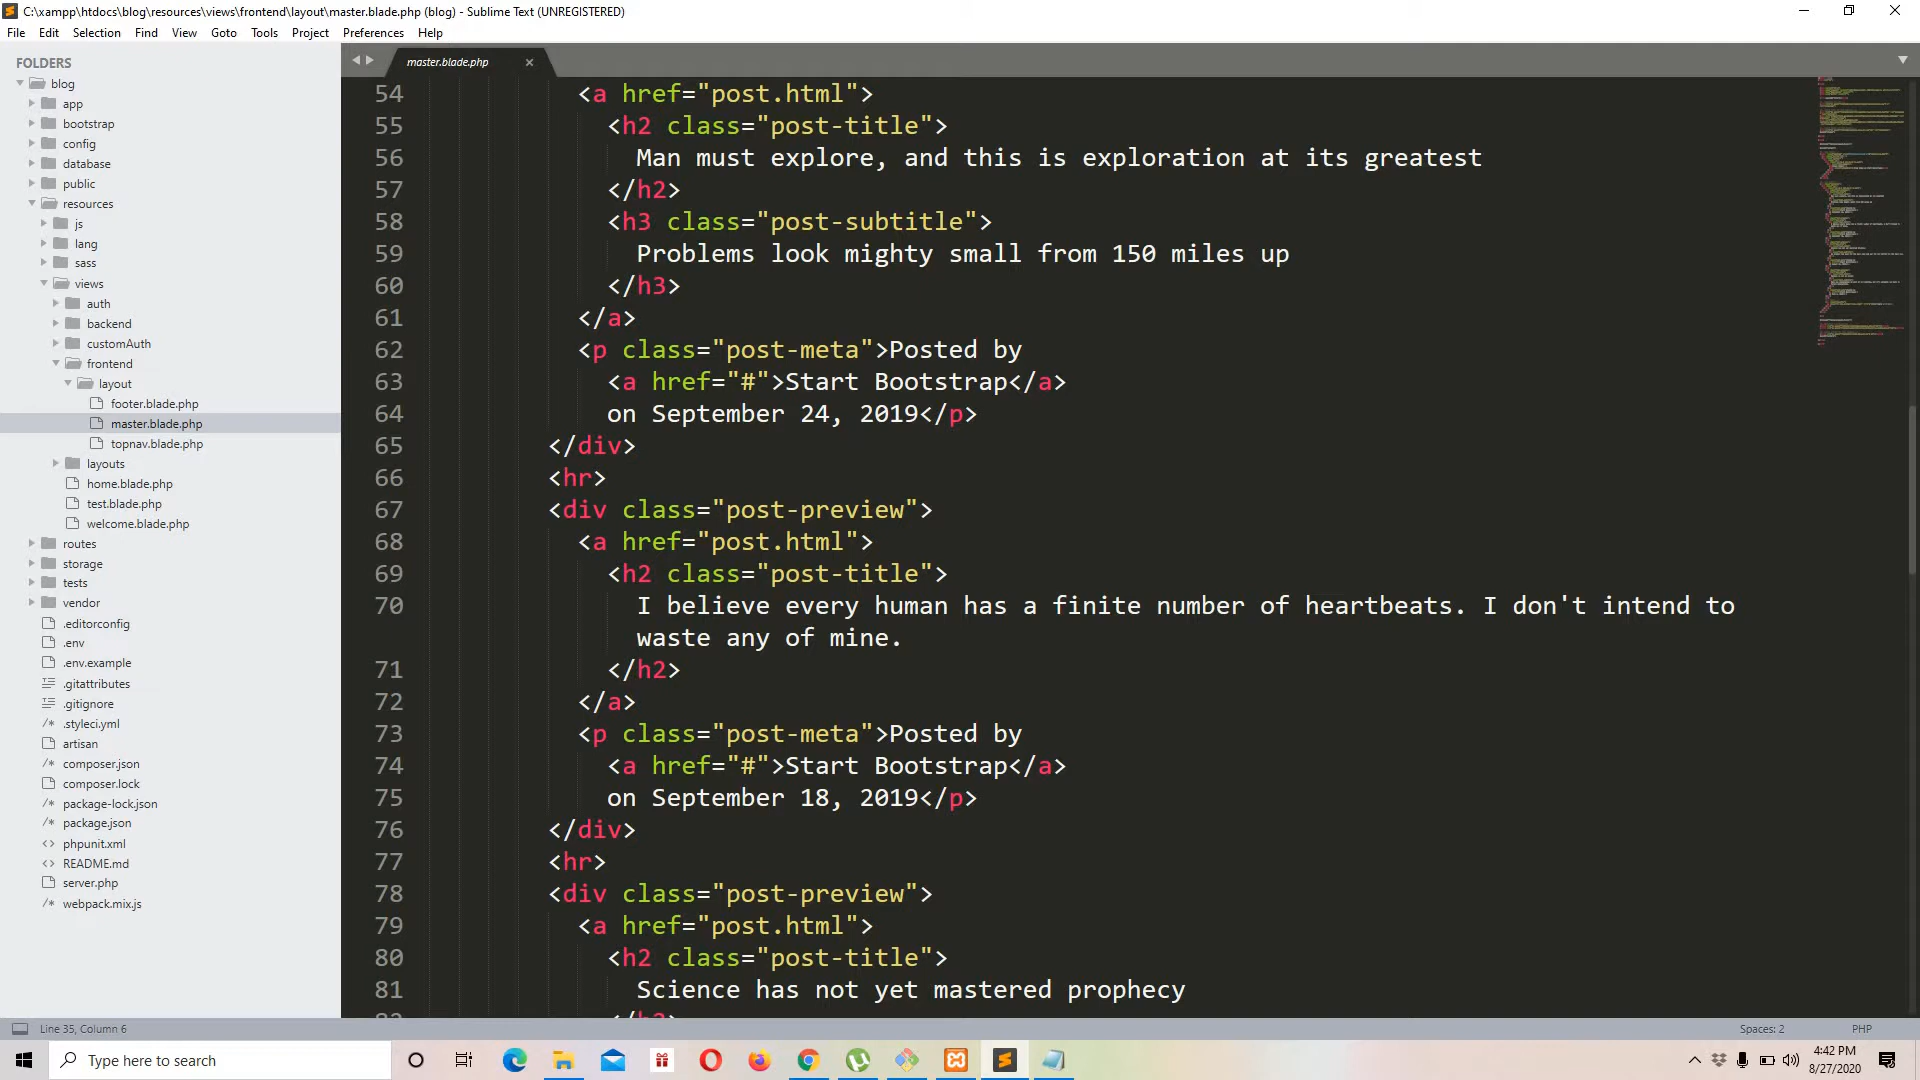 C:\xampp\htdocs\blog\resources\views\frontend\layout\master.blade.php (blog) - Sublime Text (UNREGISTERED)
File Edit Selection Find View Goto Tools Project Preferences Help
FOLDERS
blog
app
bootstrap
config
database
public
resources
js
lang
sass
views
auth
backend
customAuth
frontend
layout
footer.blade.php
master.blade.php
topnav.blade.php
layouts
home.blade.php
test.blade.php
welcome.blade.php
routes
storage
tests
vendor
.editorconfig
.env
.env.example
.gitattributes
.gitignore
.styleci.yml
artisan
composer.json
composer.lock
package-lock.json
package.json
phpunit.xml
README.md
server.php
webpack.mix.js
master.blade.php
54 <a href="post.html">
55 <h2 class="post-title">
56 Man must explore, and this is exploration at its greatest
57 </h2>
58 <h3 class="post-subtitle">
59 Problems look mighty small from 150 miles up
60 </h3>
61 </a>
62 <p class="post-meta">Posted by
63 <a href="#">Start Bootstrap</a>
64 on September 24, 2019</p>
65 </div>
66 <hr>
67 <div class="post-preview">
68 <a href="post.html">
69 <h2 class="post-title">
70 I believe every human has a finite number of heartbeats. I don't intend to
waste any of mine.
71 </h2>
72 </a>
73 <p class="post-meta">Posted by
74 <a href="#">Start Bootstrap</a>
75 on September 18, 2019</p>
76 </div>
77 <hr>
78 <div class="post-preview">
79 <a href="post.html">
80 <h2 class="post-title">
81 Science has not yet mastered prophecy
82 </h2>
Line 35, Column 6
Spaces: 2
PHP
Type here to search
4:42 PM
8/27/2020